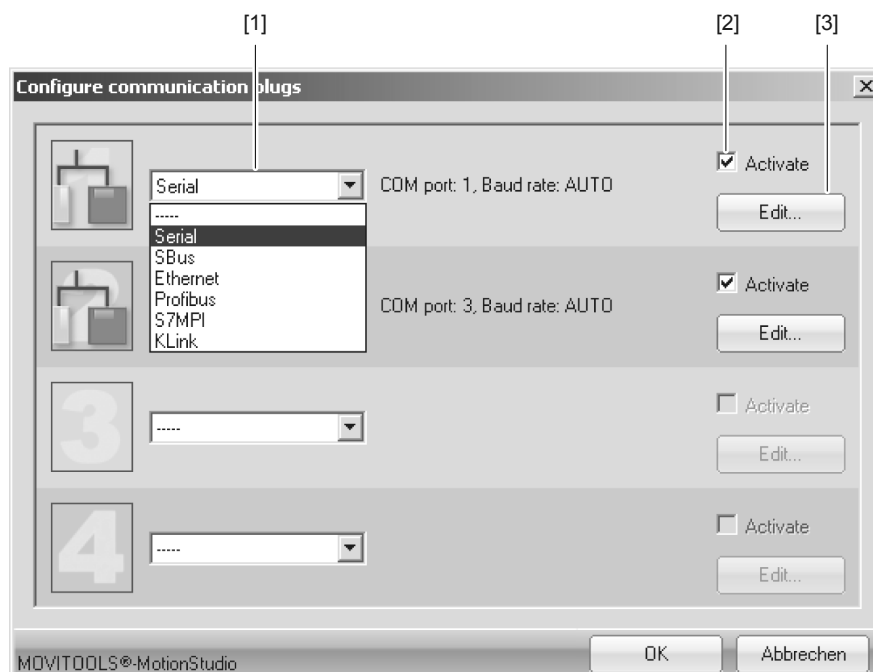 [1] [2] [3]
Configure communication plugs
Serial
COM port: 1, Baud rate: AUTO
Activate
Edit...
-----
Serial
SBus
Ethernet
Profibus
S7MPI
KLink
COM port: 3, Baud rate: AUTO
Activate
Edit...
3
-----
Activate
Edit...
4
-----
Activate
Edit...
MOVITOOLS®-MotionStudio
OK
Abbrechen